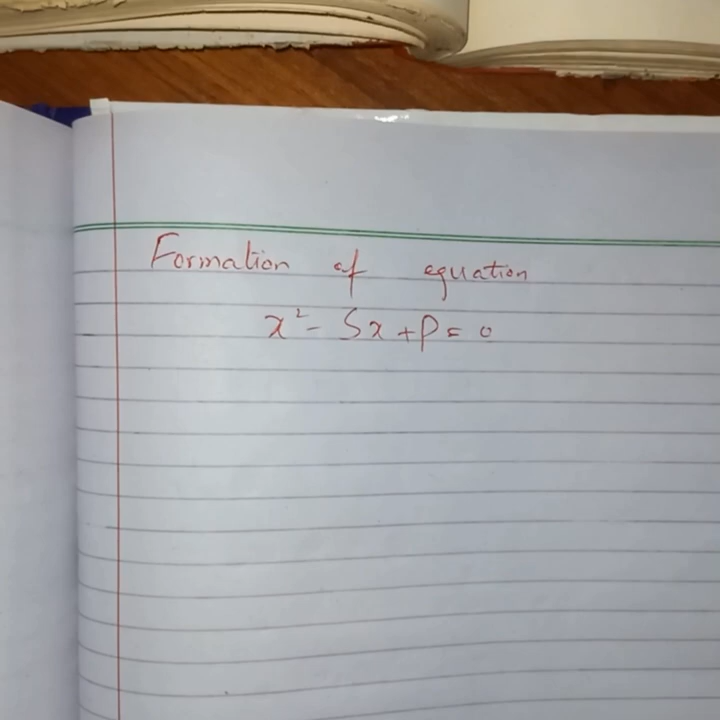 Formation of equation
x² - Sx + P = 0